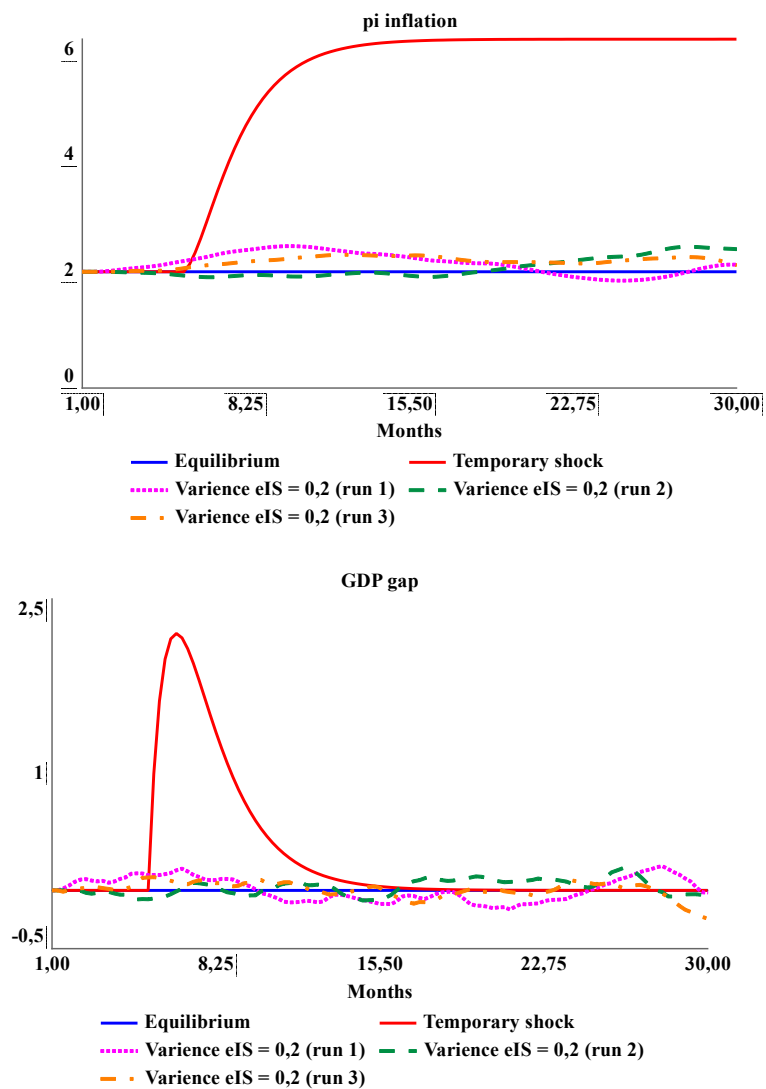 pi inflation
6
4
2
0
1,00 8,25 15,50 22,75 30,00
Months
Equilibrium Temporary shock
Varience eIS = 0,2 (run 1) Varience eIS = 0,2 (run 2)
Varience eIS = 0,2 (run 3)
GDP gap
2,5
1
-0,5
1,00 8,25 15,50 22,75 30,00
Months
Equilibrium Temporary shock
Varience eIS = 0,2 (run 1) Varience eIS = 0,2 (run 2)
Varience eIS = 0,2 (run 3)